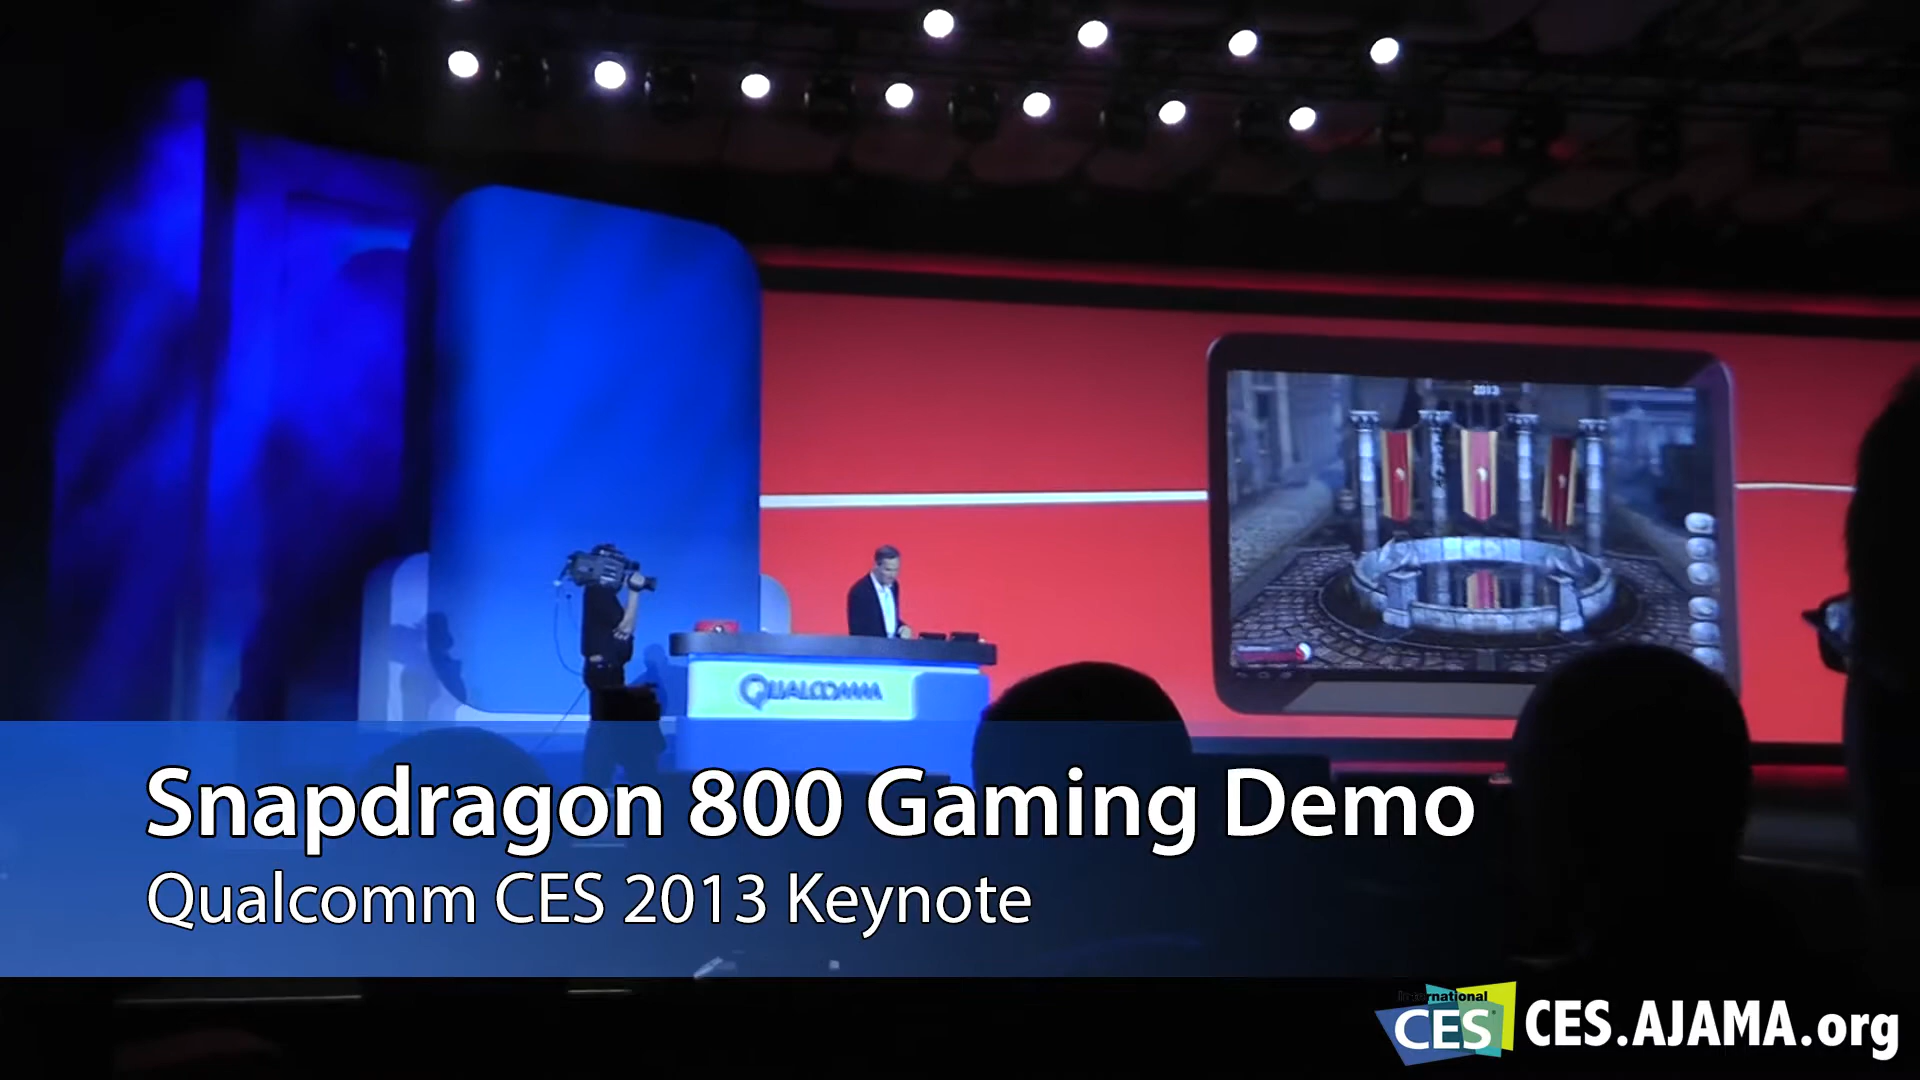 2013
QUALCOMM
Snapdragon 800 Gaming Demo
Qualcomm CES 2013 Keynote
International
CES
CES.AJAMA.org